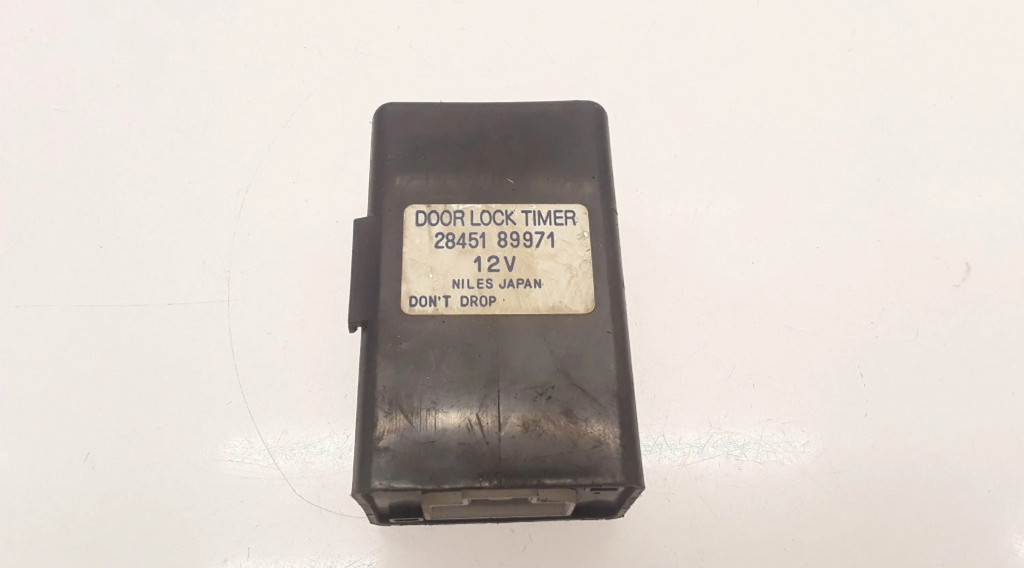 DOOR LOCK TIMER
28451 89971
12V
NILES JAPAN
DON'T DROP